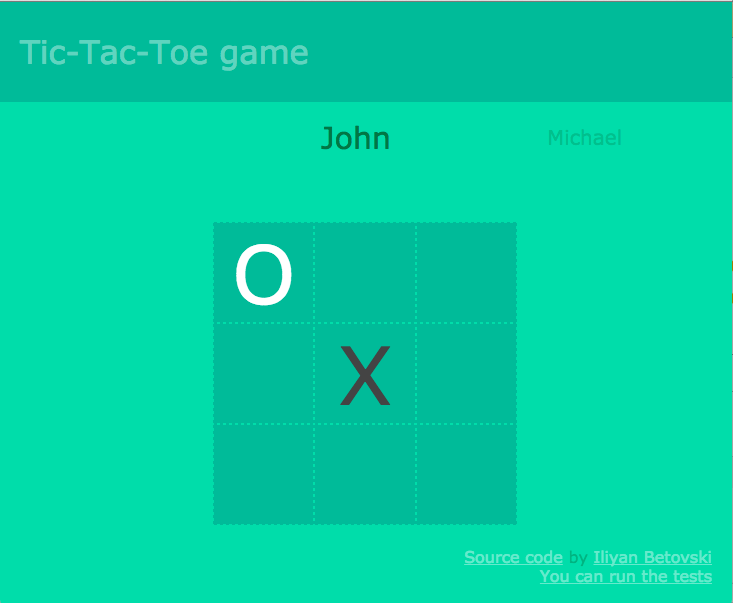 Tic-Tac-Toe game
John Michael
O
X
Source code by Iliyan Betovski
You can run the tests